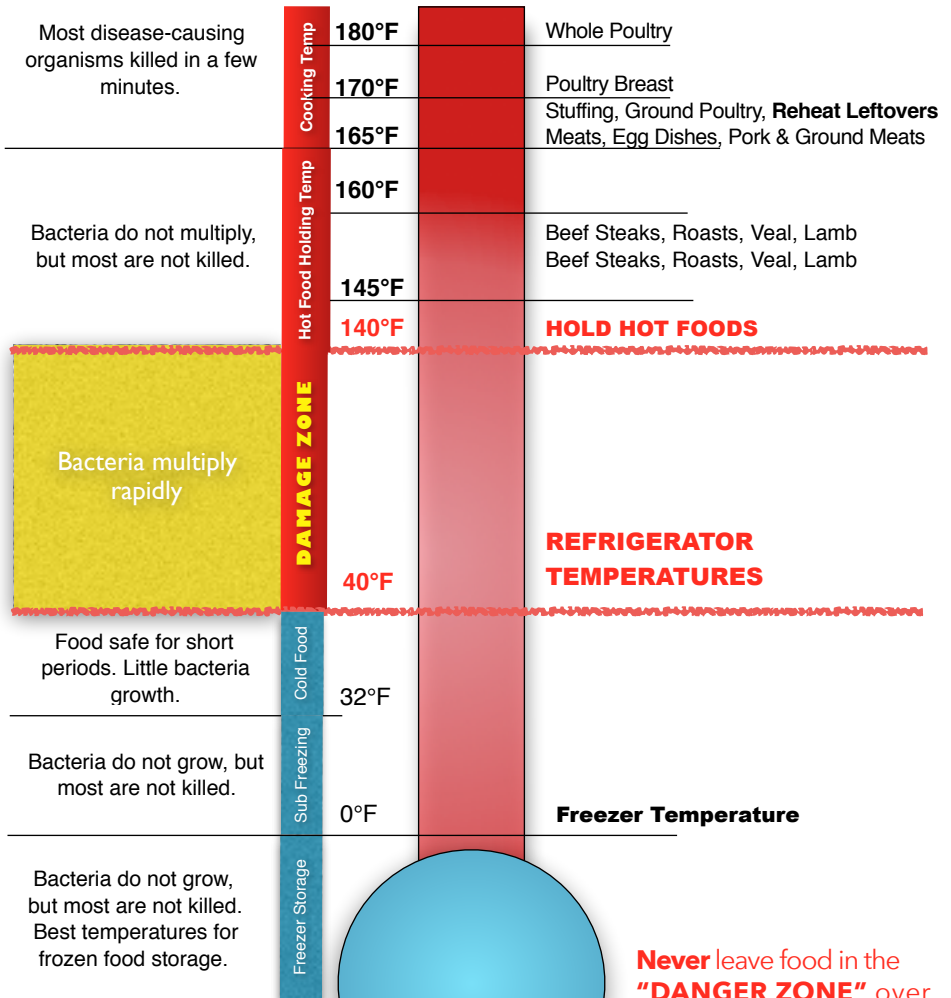 Most disease-causing
organisms killed in a few
minutes.
Cooking Temp
180°F
Whole Poultry
170°F
Poultry Breast
Stuffing, Ground Poultry, Reheat Leftovers
165°F
Meats, Egg Dishes, Pork & Ground Meats
Bacteria do not multiply,
but most are not killed.
Hot Food Holding Temp
160°F
Beef Steaks, Roasts, Veal, Lamb
Beef Steaks, Roasts, Veal, Lamb
145°F
140°F
HOLD HOT FOODS
Bacteria multiply
rapidly
DAMAGE ZONE
REFRIGERATOR
TEMPERATURES
40°F
Food safe for short
periods. Little bacteria
growth.
Cold Food
32°F
Bacteria do not grow, but
most are not killed.
Sub Freezing
0°F
Freezer Temperature
Bacteria do not grow,
but most are not killed.
Best temperatures for
frozen food storage.
Freezer Storage
Never leave food in the
"DANGER ZONE" over